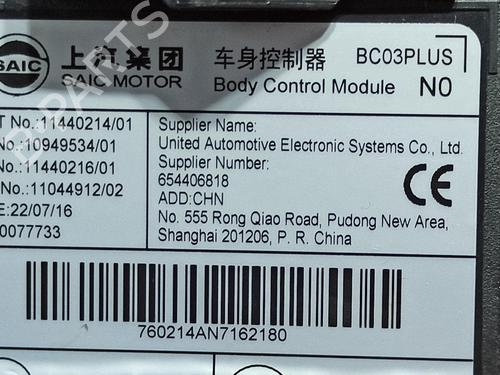 SAIC
上汽集团
SAIC MOTOR
车身控制器
Body Control Module
BC03PLUS
N0
T No.:11440214/01
No.:10949534/01
T No.:11440216/01
No.:11044912/02
E:22/07/16
0077733
Supplier Name:
United Automotive Electronic Systems Co., Ltd.
Supplier Number:
654406818
ADD:CHN
No. 555 Rong Qiao Road, Pudong New Area,
Shanghai 201206, P. R. China
CE
760214AN7162180
B-PARTS